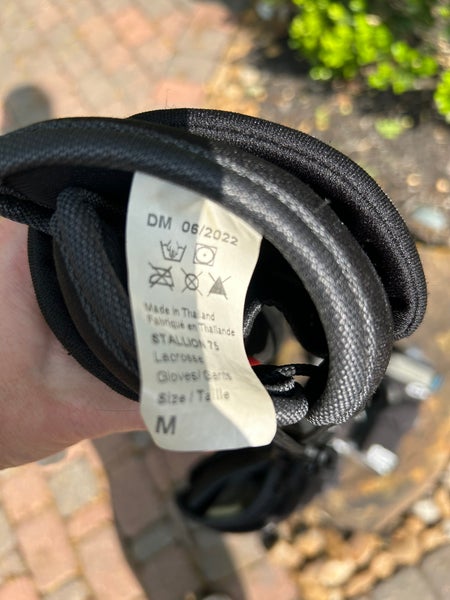 DM 06/2022
Made in Thailand
Fabriqué en Thaïlande
STALLION 75
Lacrosse
Gloves/Gants
Size / Taille
M